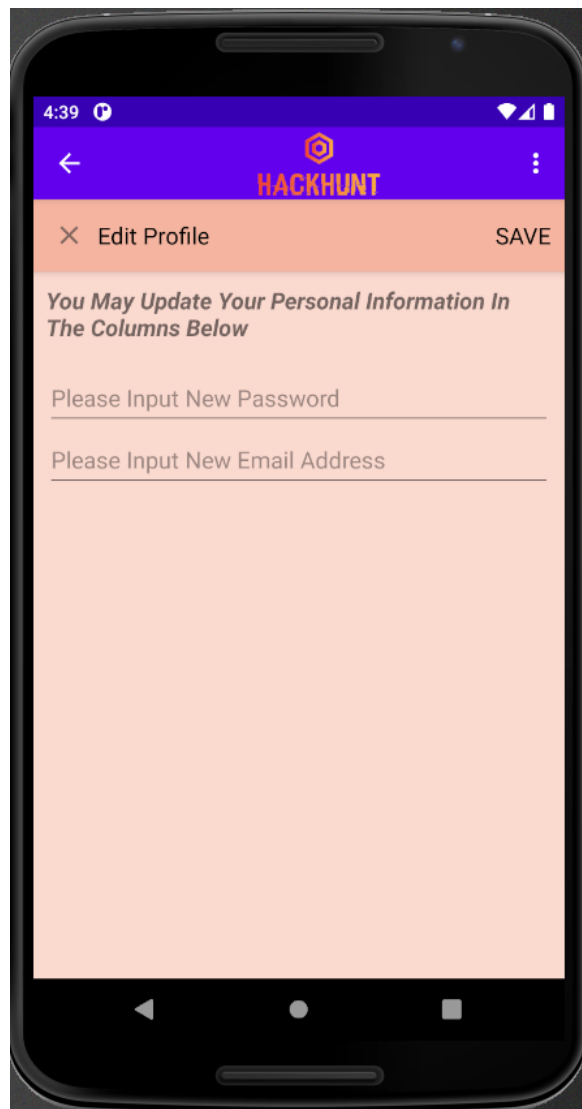 4:39
HACKHUNT
Edit Profile SAVE
You May Update Your Personal Information In
The Columns Below
Please Input New Password
Please Input New Email Address